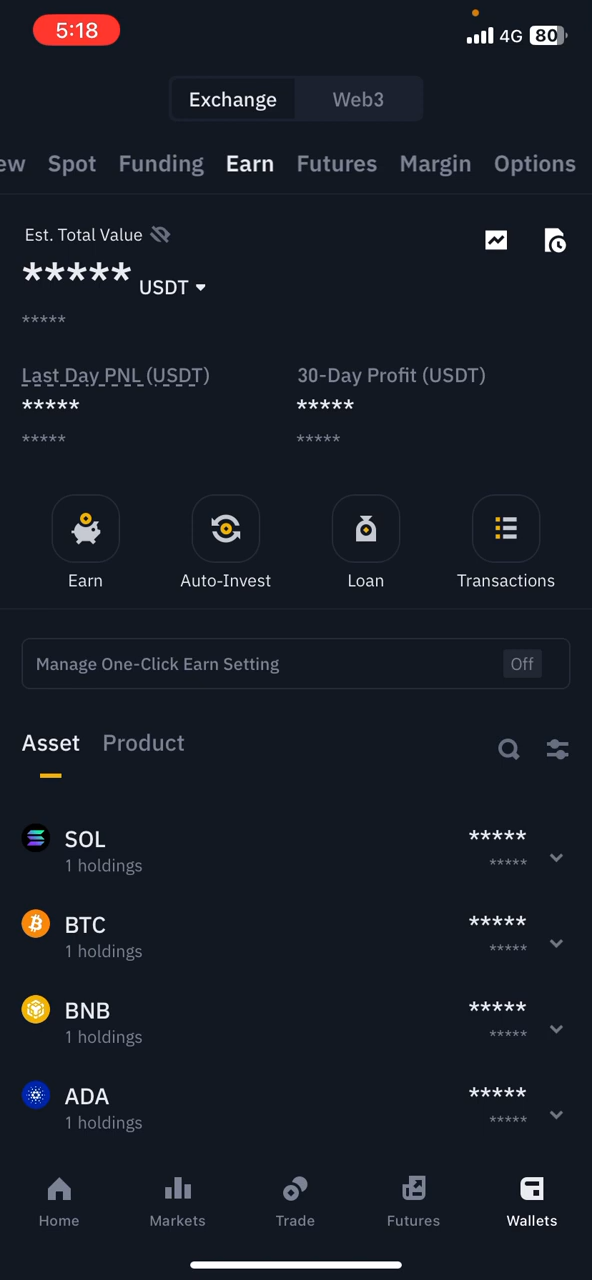 5:18
4G 80
Exchange Web3
ew Spot Funding Earn Futures Margin Options
Est. Total Value
***** USDT
*****
Last Day PNL (USDT) 30-Day Profit (USDT)
***** *****
***** *****
Earn Auto-Invest Loan Transactions
Manage One-Click Earn Setting Off
Asset Product
SOL *****
1 holdings *****
BTC *****
1 holdings *****
BNB *****
1 holdings *****
ADA *****
1 holdings *****
Home Markets Trade Futures Wallets